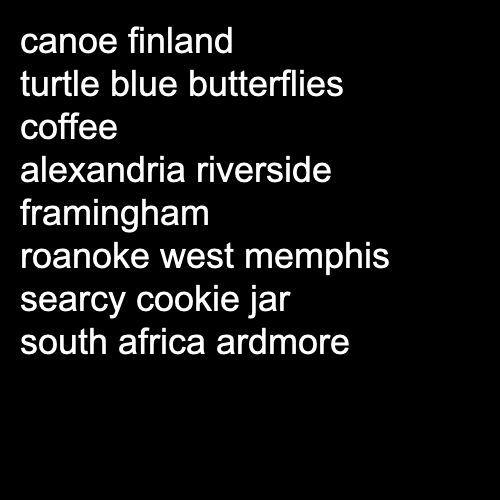 canoe finland
turtle blue butterflies
coffee
alexandria riverside
framingham
roanoke west memphis
searcy cookie jar
south africa ardmore